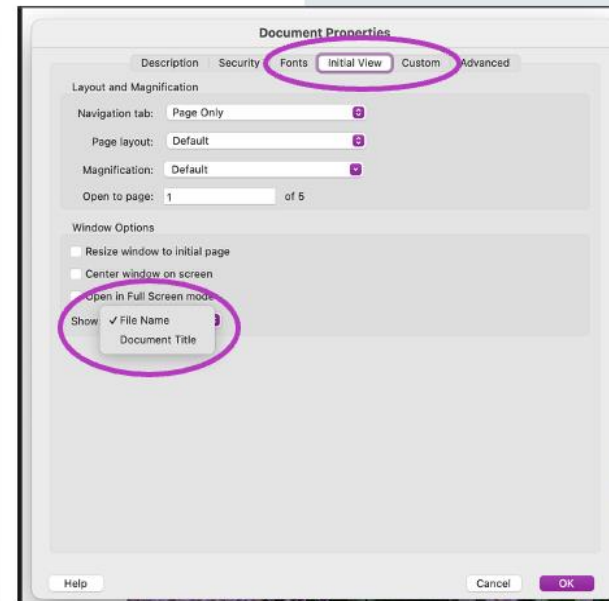 Document Properties
Description Security Fonts Initial View Custom Advanced
Layout and Magnification
Navigation tab: Page Only
Page layout: Default
Magnification: Default
Open to page: 1 of 5
Window Options
Resize window to initial page
Center window on screen
Open in Full Screen mode
Show: ✓ File Name
Document Title
Help Cancel OK